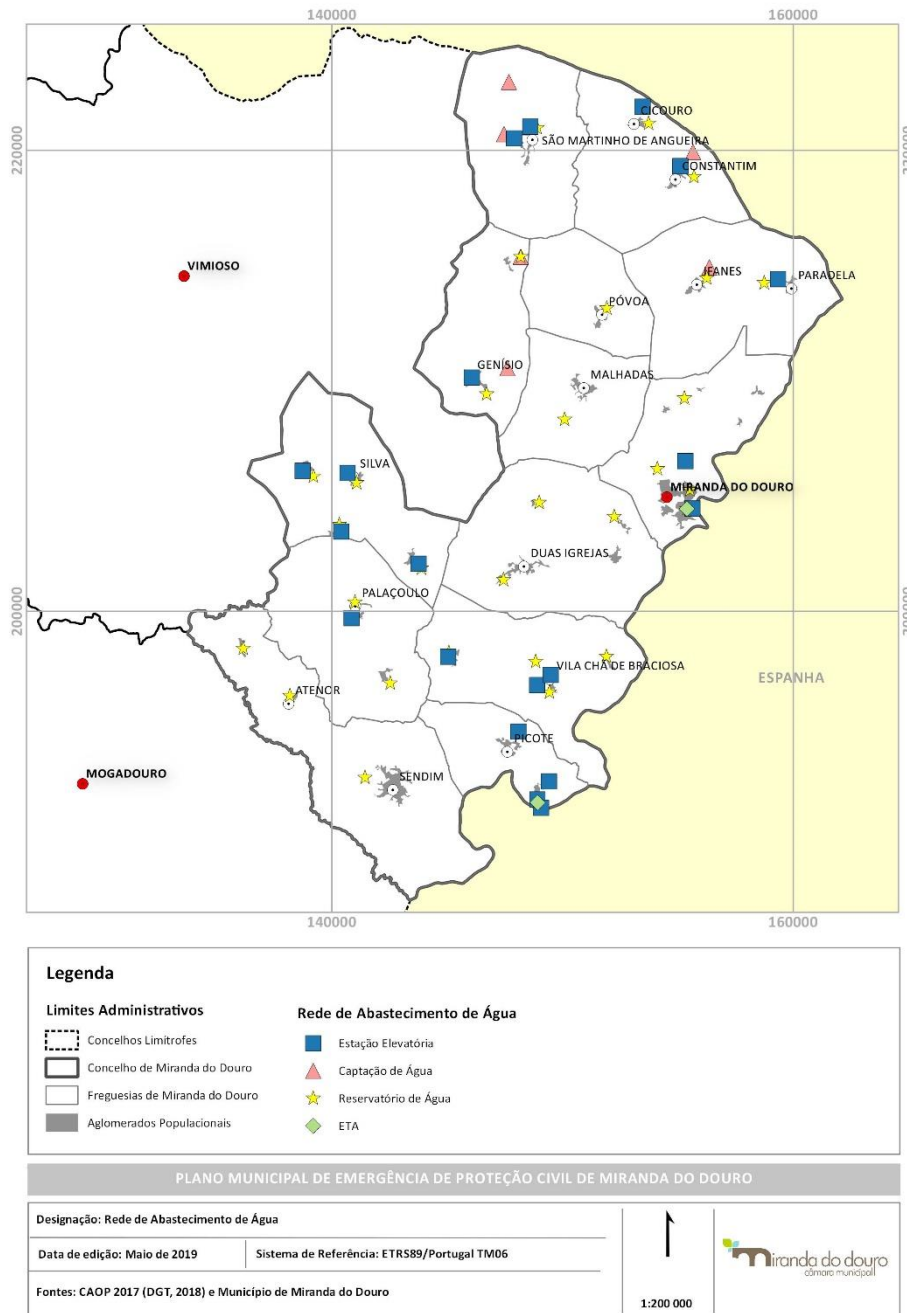 140000
160000
CICOURO
SÃO MARTINHO DE ANGUEIRA
220000
220000
CONSTANTIM
VIMIOSO
JEANES
PARADELA
PÓVOA
GENÍSIO
MALHADAS
SILVA
MIRANDA DO DOURO
DUAS IGREJAS
PALAÇOULO
200000
200000
VILA CHÃ DE BRACIOSA
ESPANHA
ATENOR
PICOTE
MOGADOURO
SENDIM
140000
160000
Legenda
Limites Administrativos
Concelhos Limítrofes
Concelho de Miranda do Douro
Freguesias de Miranda do Douro
Aglomerados Populacionais
Rede de Abastecimento de Água
Estação Elevatória
Captação de Água
Reservatório de Água
ETA
PLANO MUNICIPAL DE EMERGÊNCIA DE PROTEÇÃO CIVIL DE MIRANDA DO DOURO
Designação: Rede de Abastecimento de Água
Data de edição: Maio de 2019
Sistema de Referência: ETRS89/Portugal TM06
Fontes: CAOP 2017 (DGT, 2018) e Município de Miranda do Douro
1:200 000
miranda do douro
câmara municipal